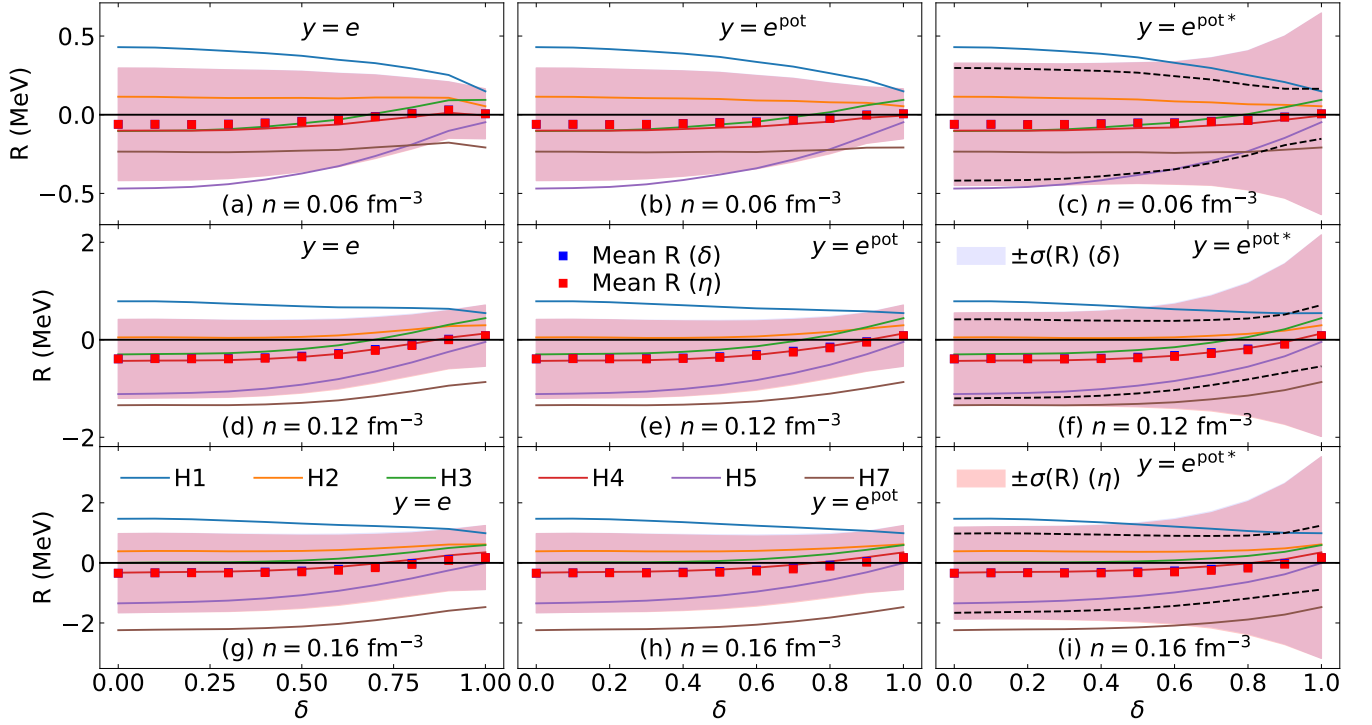 y = e
y = e^pot
y = e^pot*
R (MeV)
0.5
0.0
−0.5
(a) n = 0.06 fm⁻³
(b) n = 0.06 fm⁻³
(c) n = 0.06 fm⁻³
y = e
Mean R (δ)
Mean R (η)
y = e^pot
±σ(R) (δ)
y = e^pot*
R (MeV)
2
0
−2
(d) n = 0.12 fm⁻³
(e) n = 0.12 fm⁻³
(f) n = 0.12 fm⁻³
H1 H2 H3
y = e
H4 H5 H7
y = e^pot
±σ(R) (η)
y = e^pot*
R (MeV)
2
0
−2
(g) n = 0.16 fm⁻³
(h) n = 0.16 fm⁻³
(i) n = 0.16 fm⁻³
0.00 0.25 0.50 0.75 1.00
0.0 0.2 0.4 0.6 0.8 1.0
0.0 0.2 0.4 0.6 0.8 1.0
δ
δ
δ